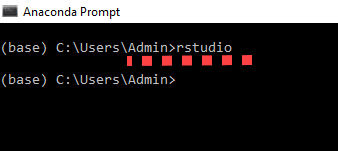 Anaconda Prompt
(base) C:\Users\Admin>rstudio
(base) C:\Users\Admin>